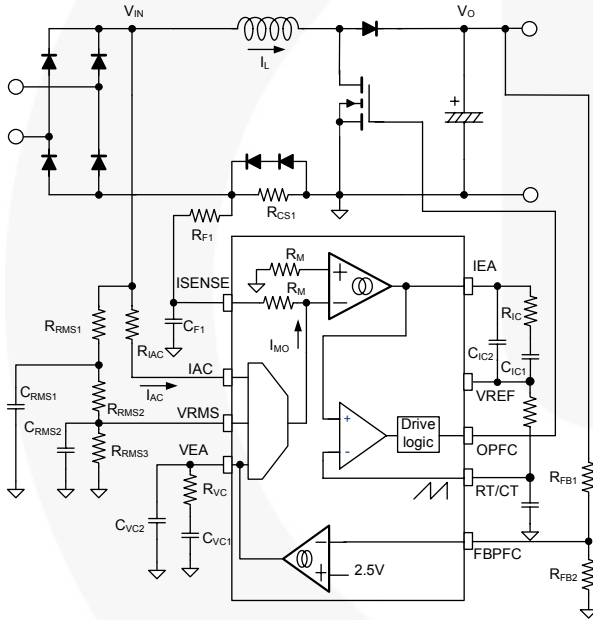 VIN
VO
IL
RCS1
RF1
ISENSE
RM
RM
IEA
RIC
CF1
CIC2
CIC1
RRMS1
RIAC
IMO
IAC
IAC
VREF
CRMS1
RRMS2
VRMS
CRMS2
RRMS3
VEA
+
-
Drive
logic
OPFC
RFB1
RVC
RT/CT
CVC2
CVC1
FBPFC
2.5V
RFB2